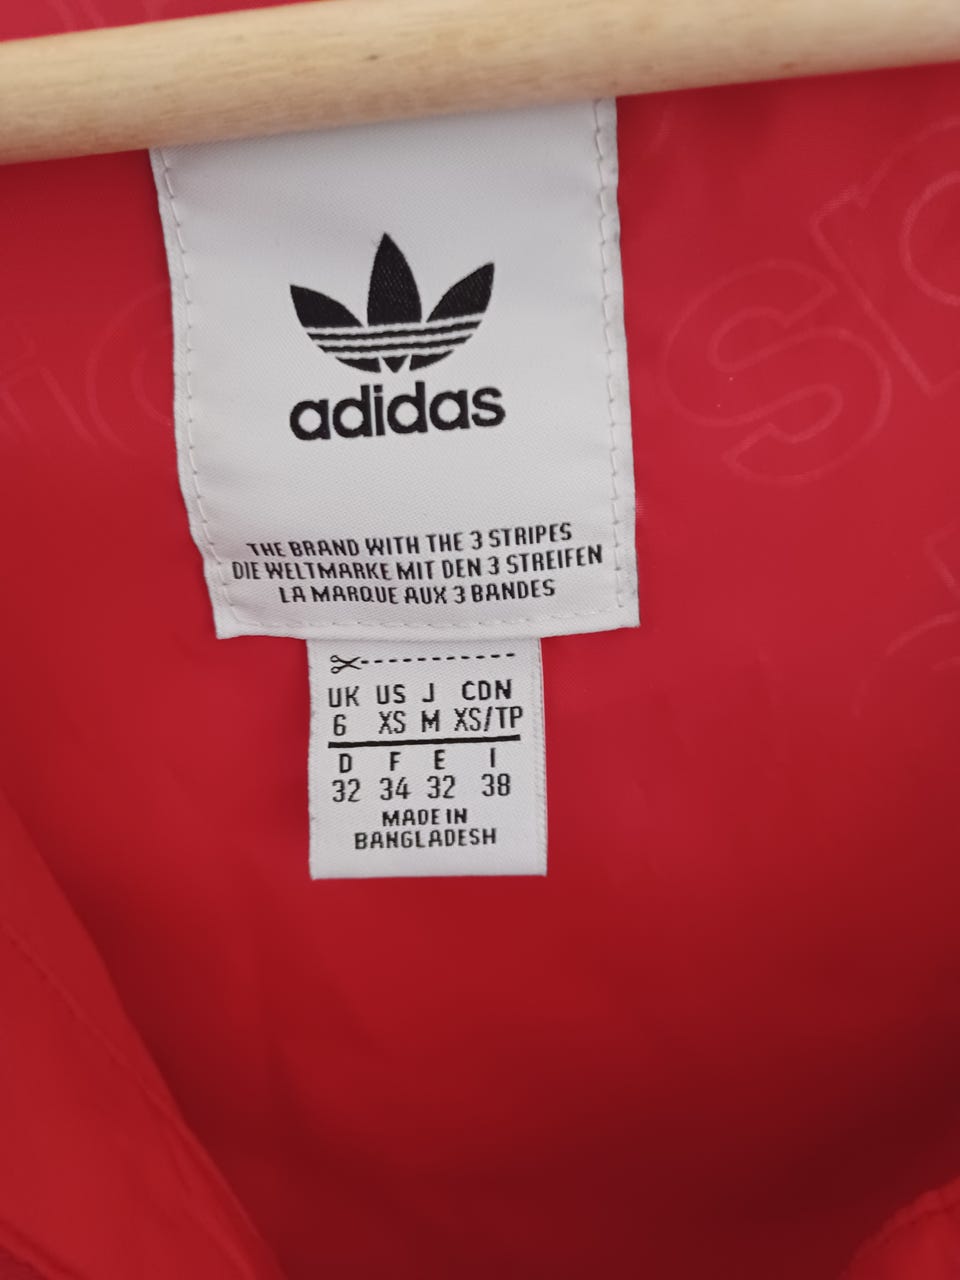 adidas
THE BRAND WITH THE 3 STRIPES
DIE WELTMARKE MIT DEN 3 STREIFEN
LA MARQUE AUX 3 BANDES
UK US J CDN
6 XS M XS/TP
D F E I
32 34 32 38
MADE IN
BANGLADESH